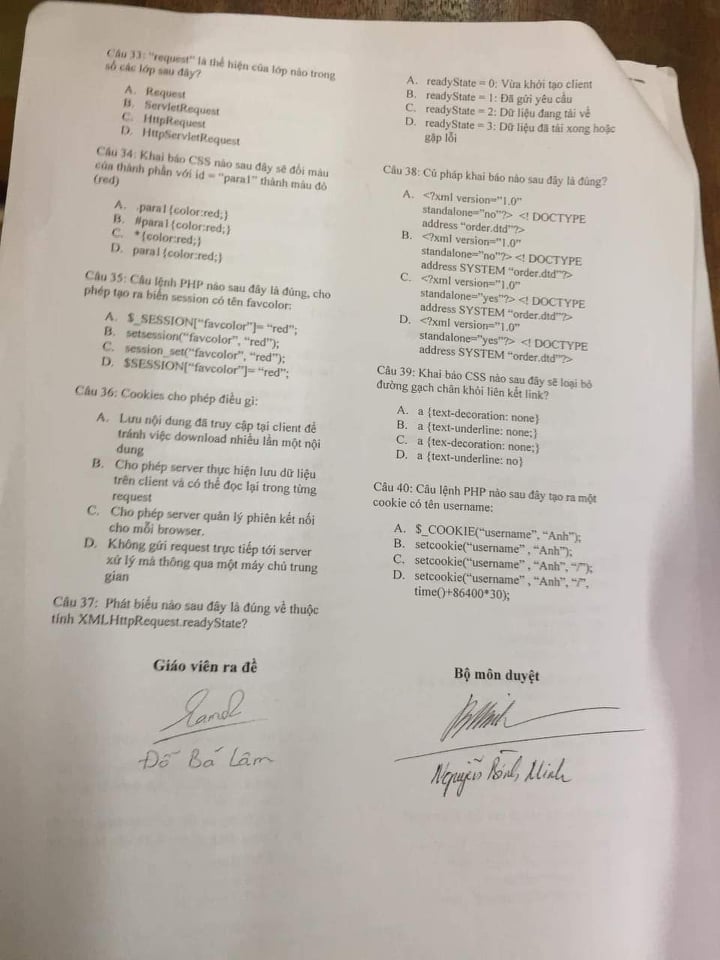 Câu 33: "request" là thể hiện của lớp nào trong
số các lớp sau đây?
A. Request
B. ServletRequest
C. HttpRequest
D. HttpServletRequest
Câu 34: Khai báo CSS nào sau đây sẽ đổi màu
của thành phần với id = "para1" thành màu đỏ
(red)
A. .para1{color:red;}
B. #para1{color:red;}
C. *{color:red;}
D. para1{color:red;}
Câu 35: Câu lệnh PHP nào sau đây là đúng, cho
phép tạo ra biến session có tên favcolor:
A. $_SESSION["favcolor"]= "red";
B. setsession("favcolor", "red");
C. session_set("favcolor", "red");
D. $SESSION["favcolor"]= "red";
Câu 36: Cookies cho phép điều gì:
A. Lưu nội dung đã truy cập tại client để
tránh việc download nhiều lần một nội
dung
B. Cho phép server thực hiện lưu dữ liệu
trên client và có thể đọc lại trong từng
request
C. Cho phép server quản lý phiên kết nối
cho mỗi browser.
D. Không gửi request trực tiếp tới server
xử lý mà thông qua một máy chủ trung
gian
Câu 37: Phát biểu nào sau đây là đúng về thuộc
tính XMLHttpRequest.readyState?
A. readyState = 0: Vừa khởi tạo client
B. readyState = 1: Đã gửi yêu cầu
C. readyState = 2: Dữ liệu đang tải về
D. readyState = 3: Dữ liệu đã tải xong hoặc
gặp lỗi
Câu 38: Cú pháp khai báo nào sau đây là đúng?
A. <?xml version="1.0"
standalone="no"?> <! DOCTYPE
address "order.dtd"?>
B. <?xml version="1.0"
standalone="no"?> <! DOCTYPE
address SYSTEM "order.dtd"?>
C. <?xml version="1.0"
standalone="yes"?> <! DOCTYPE
address SYSTEM "order.dtd"?>
D. <?xml version="1.0"
standalone="yes"?> <! DOCTYPE
address SYSTEM "order.dtd"?>
Câu 39: Khai báo CSS nào sau đây sẽ loại bỏ
đường gạch chân khỏi liên kết link?
A. a {text-decoration: none}
B. a {text-underline: none;}
C. a {tex-decoration: none;}
D. a {text-underline: no}
Câu 40: Câu lệnh PHP nào sau đây tạo ra một
cookie có tên username:
A. $_COOKIE("username", "Anh");
B. setcookie("username" , "Anh");
C. setcookie("username" , "Anh", "/");
D. setcookie("username" , "Anh", "/",
time()+86400*30);
Giáo viên ra đề
Đỗ Bá Lâm
Bộ môn duyệt
Nguyễn Bình Minh